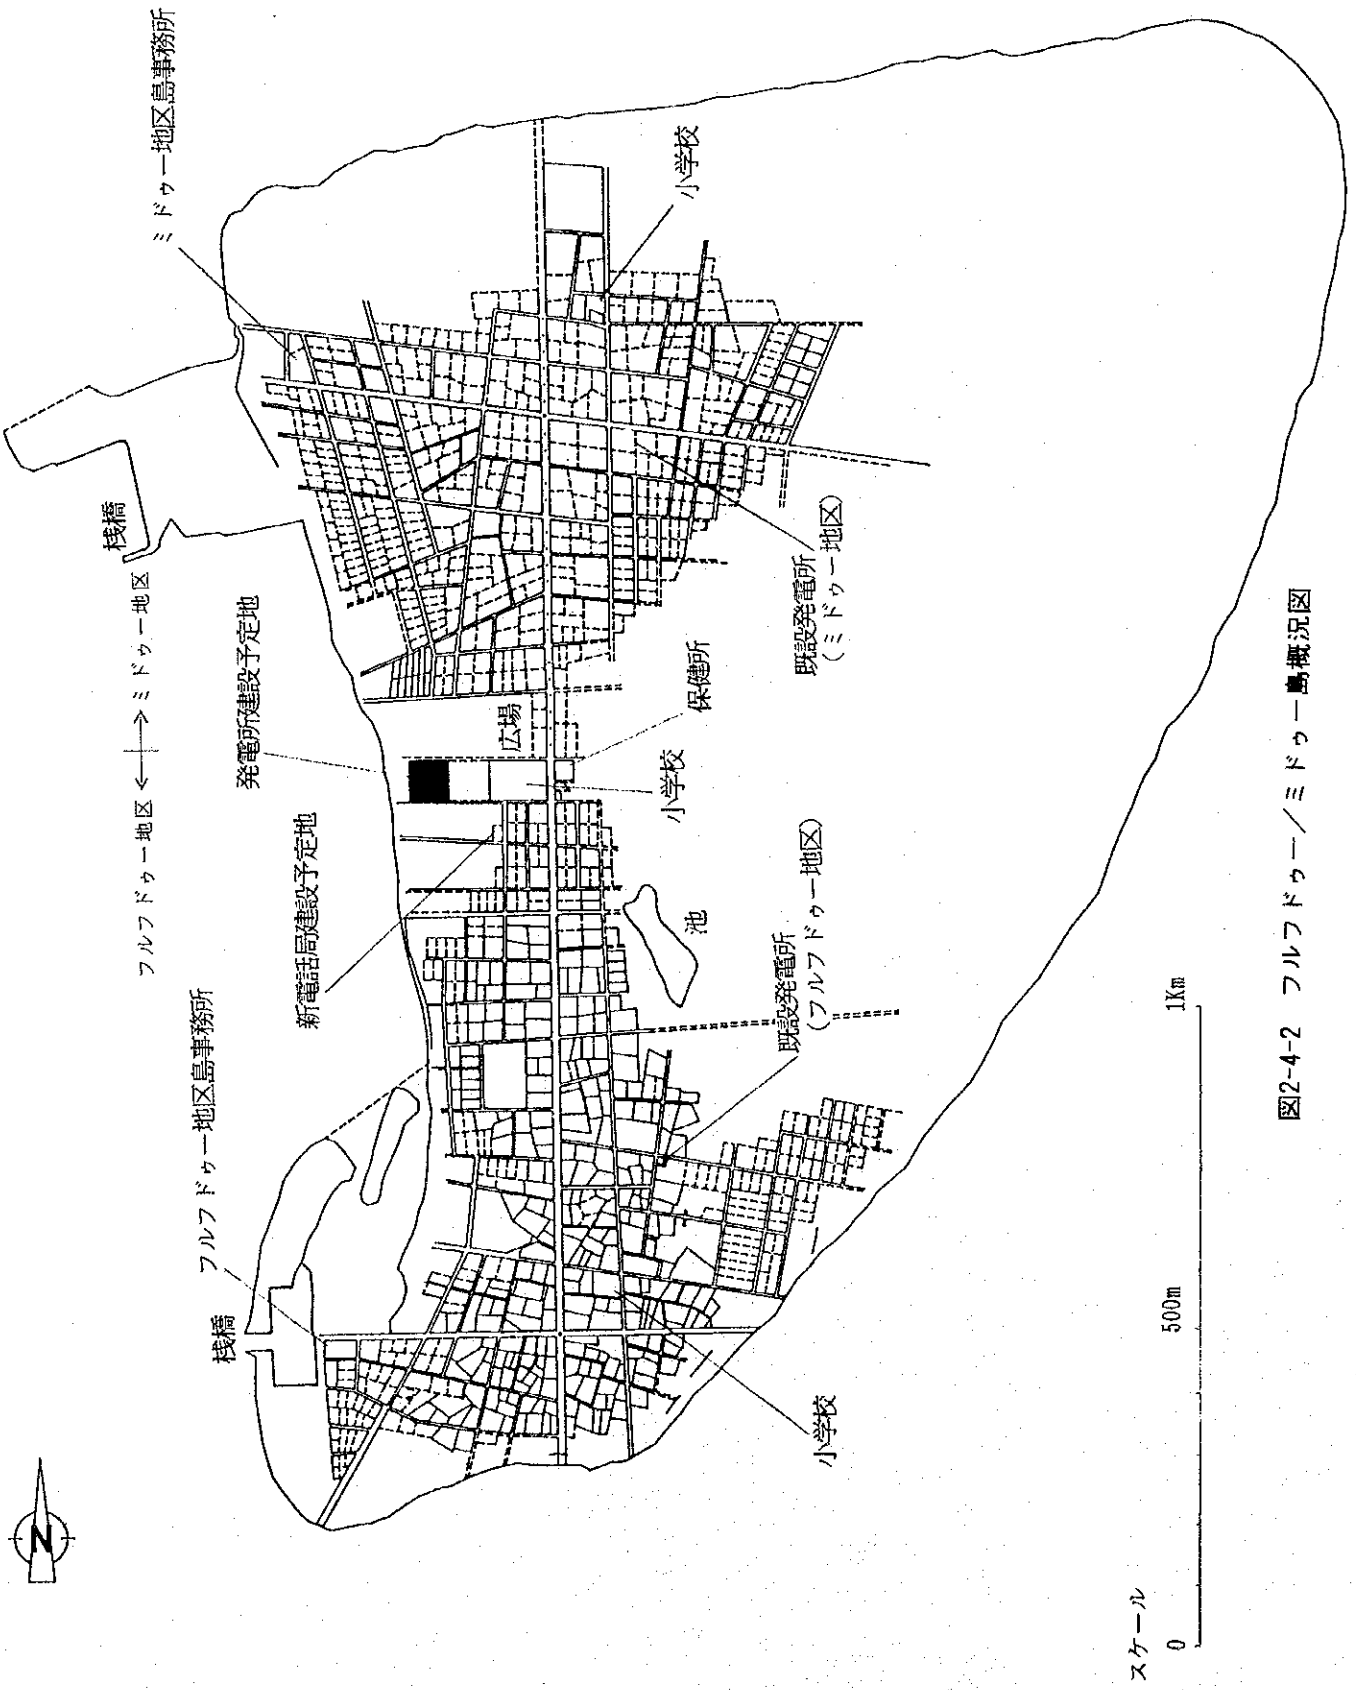 N
ミドゥー地区島事務所
桟橋
フルフドゥー地区 ←→ ミドゥー地区
発電所建設予定地
新電話局建設予定地
フルフドゥー地区島事務所
桟橋
小学校
広場
保健所
小学校
既設発電所
(ミドゥー地区)
池
既設発電所
(フルフドゥー地区)
小学校
スケール
0 500m 1Km
図2-4-2 フルフドゥー/ミドゥー島概況図